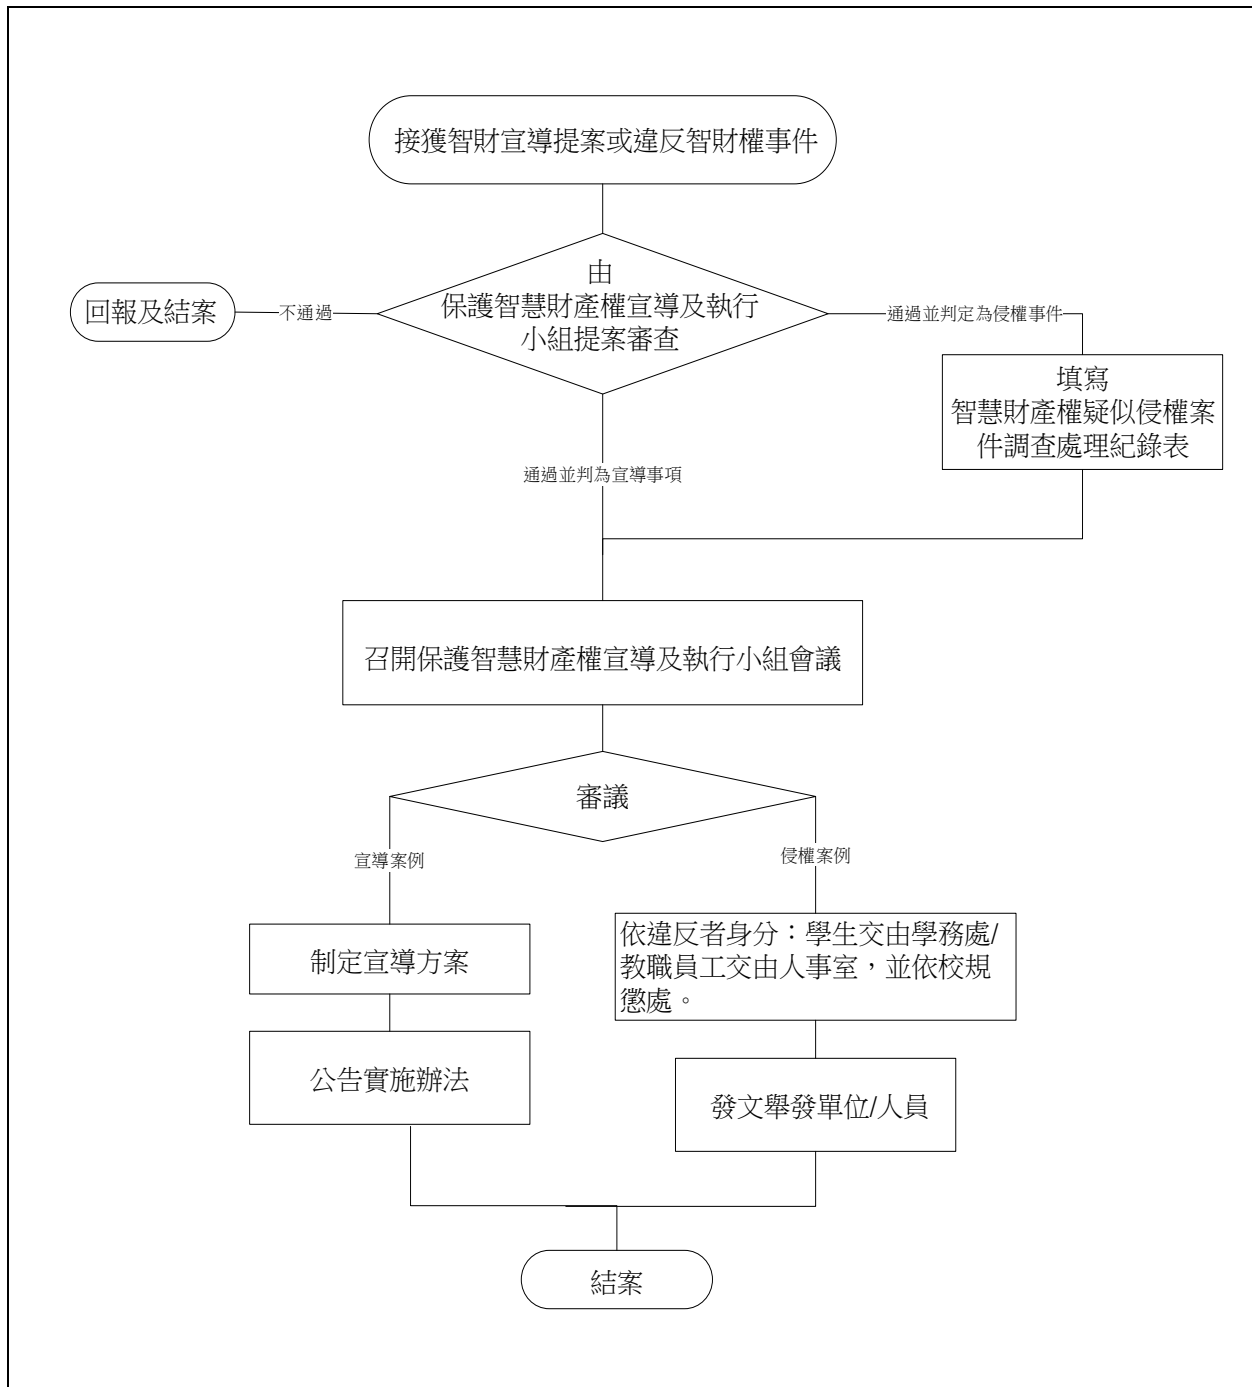 接獲智財宣導提案或違反智財權事件
由
保護智慧財產權宣導及執行
小組提案審查
回報及結案
不通過
通過並判定為侵權事件
填寫
智慧財產權疑似侵權案
件調查處理紀錄表
通過並判為宣導事項
召開保護智慧財產權宣導及執行小組會議
審議
宣導案例
侵權案例
制定宣導方案
依違反者身分：學生交由學務處/
教職員工交由人事室，並依校規
懲處。
公告實施辦法
發文舉發單位/人員
結案